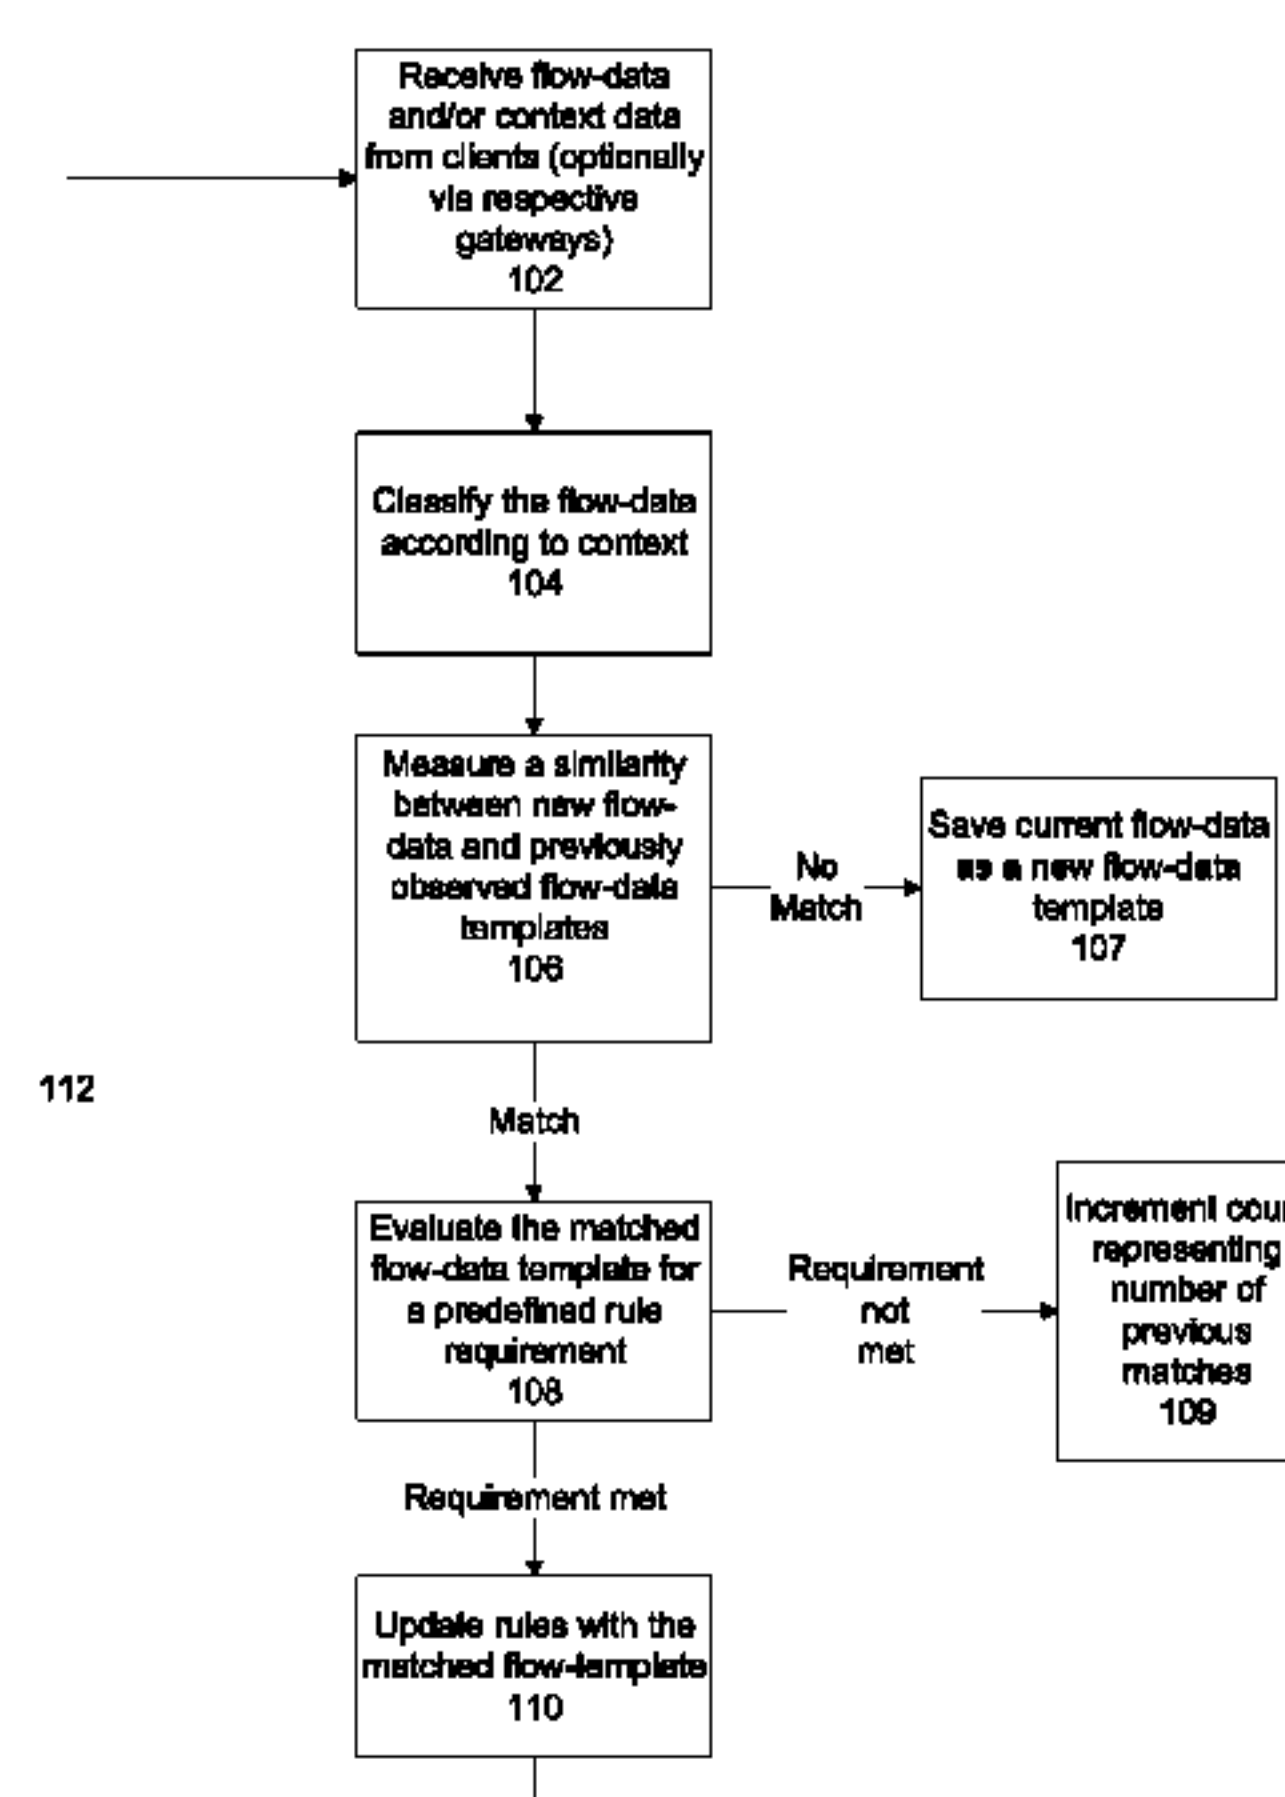 Receive flow-data
and/or context data
from clients (optionally
via respective
gateways)
102
Classify the flow-data
according to context
104
Measure a similarity
between new flow-
data and previously
observed flow-data
templates
106
No
Match
Save current flow-data
as a new flow-data
template
107
112
Match
Evaluate the matched
flow-data template for
a predefined rule
requirement
108
Requirement
not
met
Increment
representing
number of
previous
matches
109
Requirement met
Update rules with the
matched flow-template
110